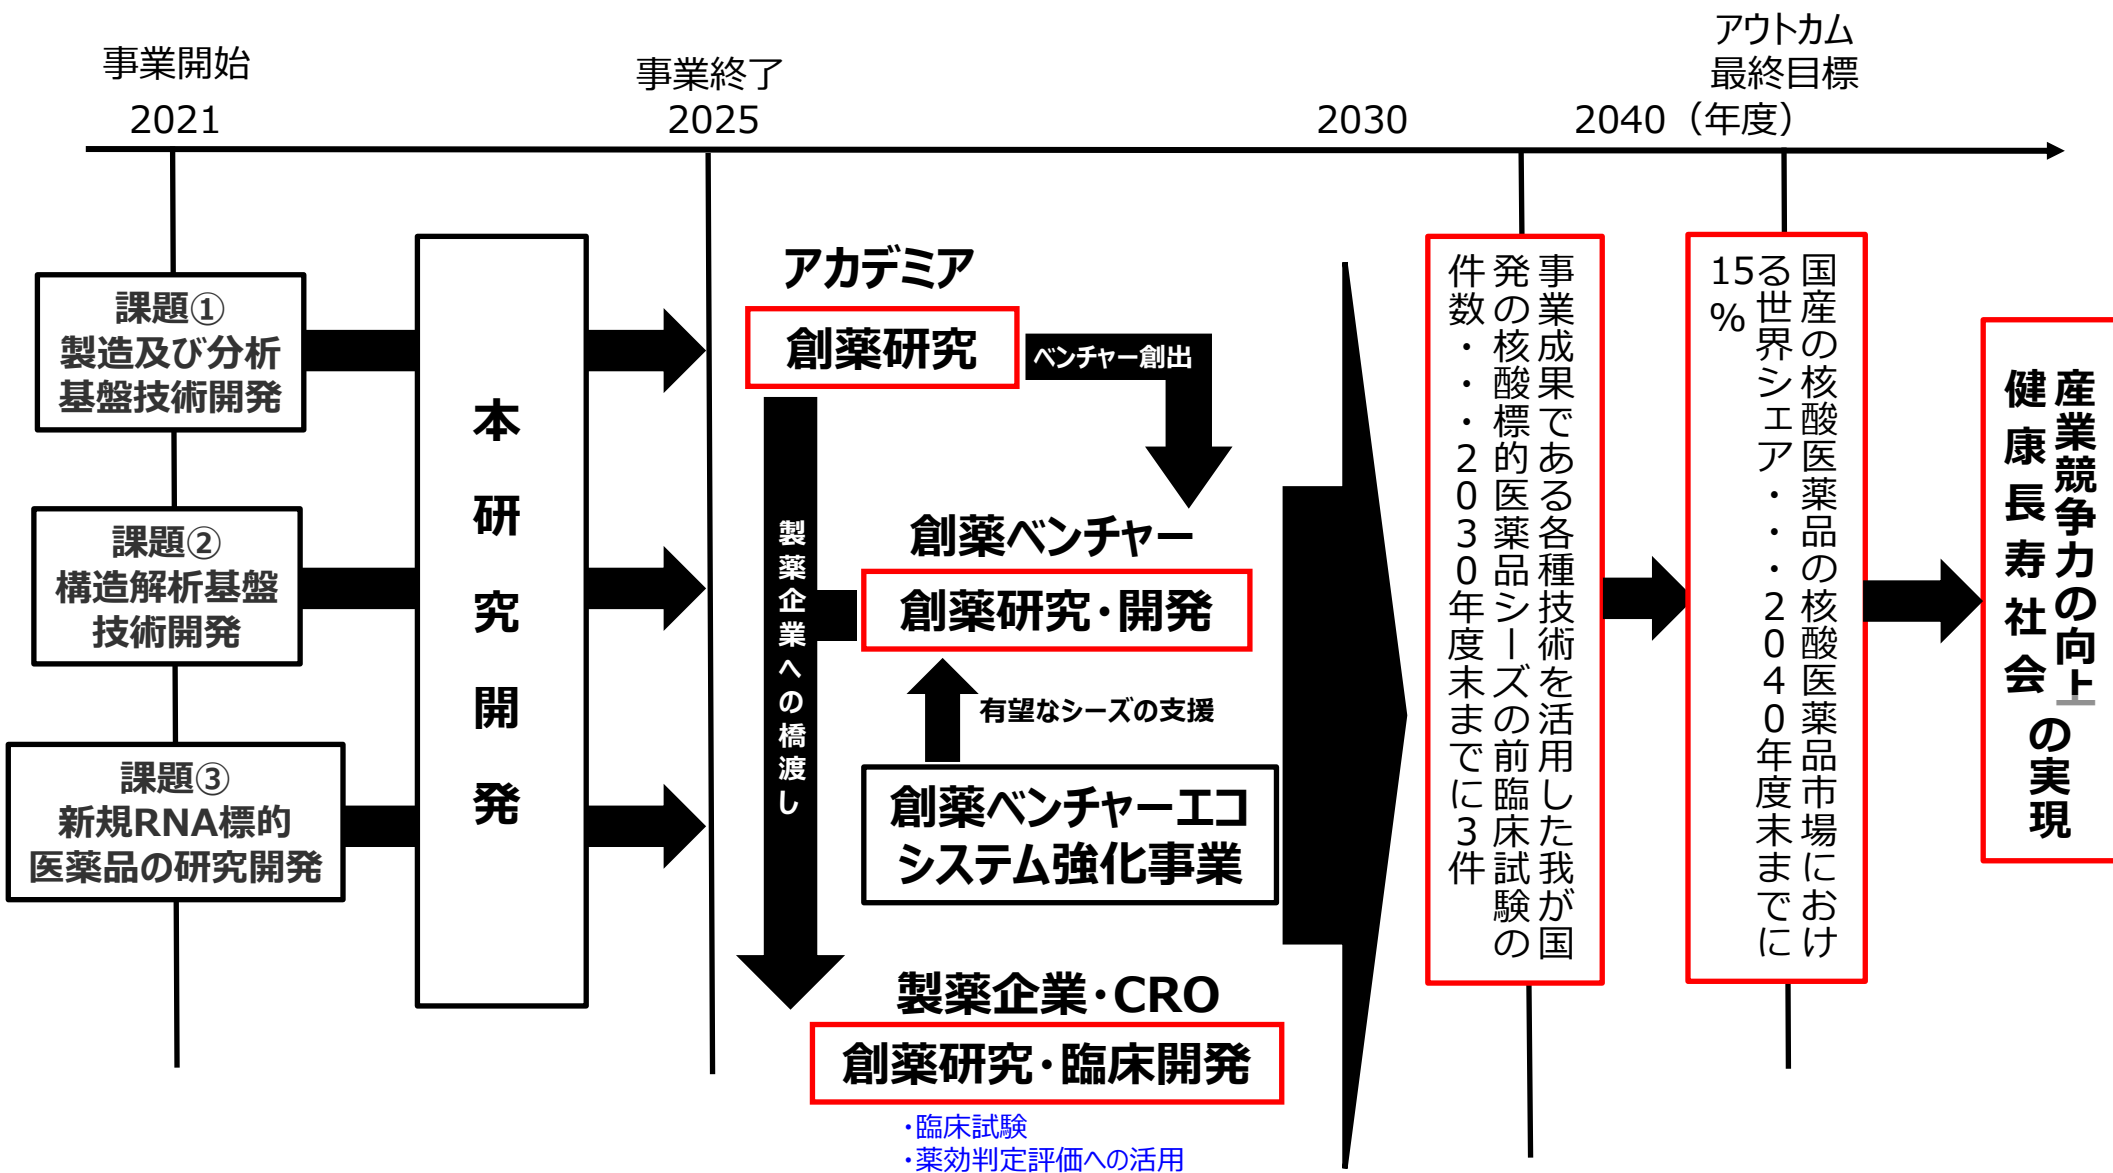 事業開始
2021
事業終了
2025
2030
アウトカム
最終目標
2040（年度）
課題①
製造及び分析
基盤技術開発
課題②
構造解析基盤
技術開発
課題③
新規RNA標的
医薬品の研究開発
本研究開発
アカデミア
創薬研究
ベンチャー創出
製薬企業への橋渡し
創薬ベンチャー
創薬研究・開発
有望なシーズの支援
創薬ベンチャーエコ
システム強化事業
製薬企業・CRO
創薬研究・臨床開発
・臨床試験
・薬効判定評価への活用
事業成果である各種技術を活用した我が国
発の核酸標的医薬品シーズの前臨床試験の
件数・・・2030年度末までに3件
国産の核酸医薬品の核酸医薬品市場におけ
る世界シェア・・・2040年度末までに
15%
産業競争力の向上
健康長寿社会
の実現